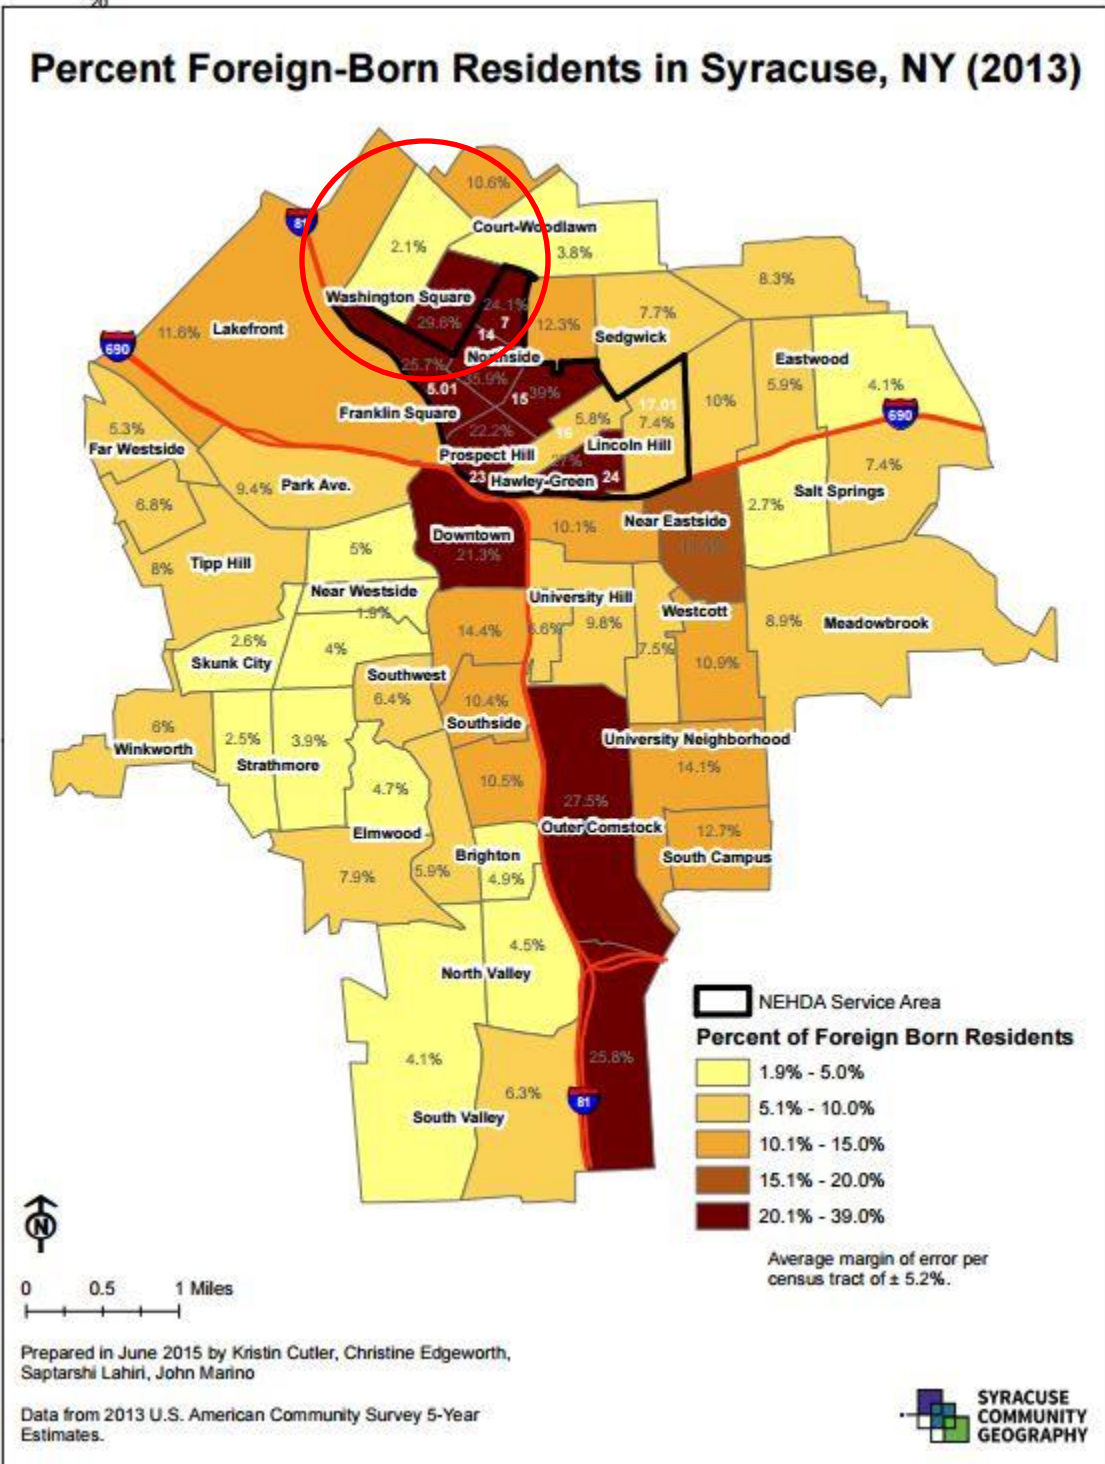 20
Percent Foreign-Born Residents in Syracuse, NY (2013)
10.6%
81
Court-Woodlawn
2.1%
3.8%
8.3%
Washington Square
24.1%
7.7%
29.6%
7
12.3%
11.6%
Lakefront
14
Sedgwick
690
Northside
Eastwood
25.7%
35.9%
5.9%
4.1%
5.01
15
39%
10%
17.01
Franklin Square
5.8%
7.4%
690
5.3%
22.2%
16
Far Westside
Prospect Hill
Lincoln Hill
27%
7.4%
23
Hawley-Green
24
9.4%
Park Ave.
Salt Springs
6.8%
2.7%
10.1%
Near Eastside
Downtown
5%
21.3%
8%
Tipp Hill
Near Westside
University Hill
1.9%
Westcott
8.9%
Meadowbrook
14.4%
6.6%
9.8%
2.6%
4%
7.5%
Skunk City
10.9%
Southwest
6.4%
10.4%
6%
Southside
Winkworth
2.5%
3.9%
University Neighborhood
Strathmore
14.1%
4.7%
10.5%
27.5%
Elmwood
Outer Comstock
12.7%
Brighton
South Campus
7.9%
5.9%
4.9%
4.5%
North Valley
NEHDA Service Area
Percent of Foreign Born Residents
4.1%
25.8%
1.9% - 5.0%
6.3%
5.1% - 10.0%
81
South Valley
10.1% - 15.0%
15.1% - 20.0%
20.1% - 39.0%
N
Average margin of error per
census tract of ± 5.2%.
0 0.5 1 Miles
Prepared in June 2015 by Kristin Cutler, Christine Edgeworth,
Saptarshi Lahiri, John Marino
Data from 2013 U.S. American Community Survey 5-Year
Estimates.
SYRACUSE
COMMUNITY
GEOGRAPHY